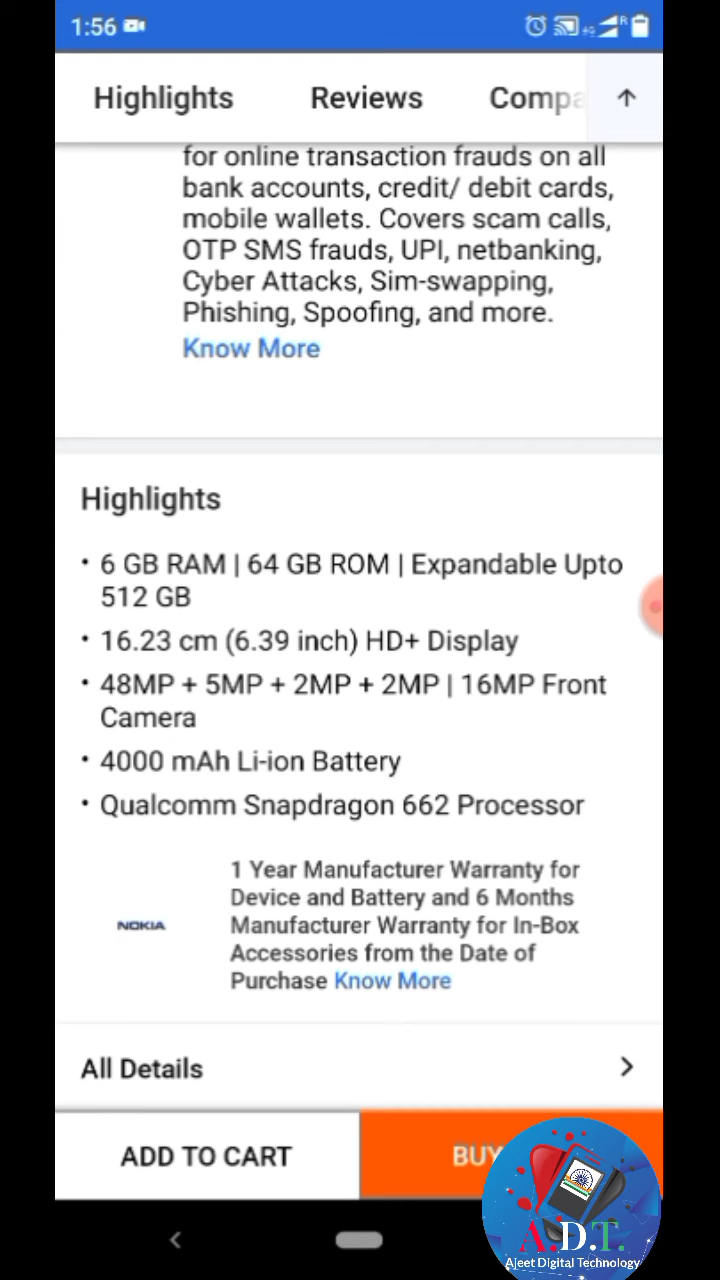 1:56
4G R
Highlights Reviews Compa
for online transaction frauds on all
bank accounts, credit/ debit cards,
mobile wallets. Covers scam calls,
OTP SMS frauds, UPI, netbanking,
Cyber Attacks, Sim-swapping,
Phishing, Spoofing, and more.
Know More
Highlights
• 6 GB RAM | 64 GB ROM | Expandable Upto
512 GB
• 16.23 cm (6.39 inch) HD+ Display
• 48MP + 5MP + 2MP + 2MP | 16MP Front
Camera
• 4000 mAh Li-ion Battery
• Qualcomm Snapdragon 662 Processor
1 Year Manufacturer Warranty for
Device and Battery and 6 Months
NOKIA Manufacturer Warranty for In-Box
Accessories from the Date of
Purchase Know More
All Details
ADD TO CART BUY
A.D.T.
Ajeet Digital Technology